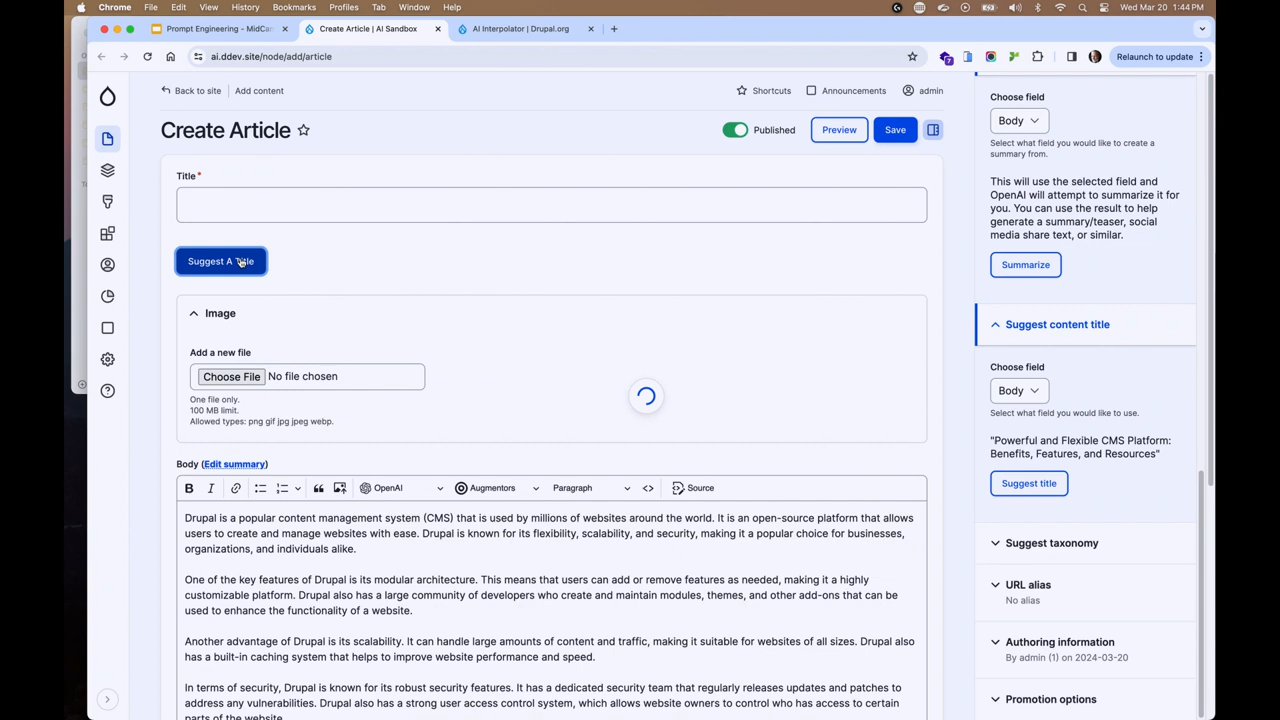 Chrome File Edit View History Bookmarks Profiles Tab Window Help Wed Mar 20 1:44 PM
Prompt Engineering - MidCa Create Article | AI Sandbox AI Interpolator | Drupal.org
ai.ddev.site/node/add/article Relaunch to update
Back to site Add content Shortcuts Announcements admin
Create Article Published Preview Save
Title*
Suggest A Title
Image
Add a new file
Choose File No file chosen
One file only.
100 MB limit.
Allowed types: png gif jpg jpeg webp.
Body (Edit summary)
B I OpenAI Augmentors Paragraph <> Source
Drupal is a popular content management system (CMS) that is used by millions of websites around the world. It is an open-source platform that allows
users to create and manage websites with ease. Drupal is known for its flexibility, scalability, and security, making it a popular choice for businesses,
organizations, and individuals alike.
One of the key features of Drupal is its modular architecture. This means that users can add or remove features as needed, making it a highly
customizable platform. Drupal also has a large community of developers who create and maintain modules, themes, and other add-ons that can be
used to enhance the functionality of a website.
Another advantage of Drupal is its scalability. It can handle large amounts of content and traffic, making it suitable for websites of all sizes. Drupal also
has a built-in caching system that helps to improve website performance and speed.
In terms of security, Drupal is known for its robust security features. It has a dedicated security team that regularly releases updates and patches to
address any vulnerabilities. Drupal also has a strong user access control system, which allows website owners to control who has access to certain
parts of the website.
Choose field
Body
Select what field you would like to create a
summary from.
This will use the selected field and
OpenAI will attempt to summarize it for
you. You can use the result to help
generate a summary/teaser, social
media share text, or similar.
Summarize
Suggest content title
Choose field
Body
Select what field you would like to use.
"Powerful and Flexible CMS Platform:
Benefits, Features, and Resources"
Suggest title
Suggest taxonomy
URL alias
No alias
Authoring information
By admin (1) on 2024-03-20
Promotion options